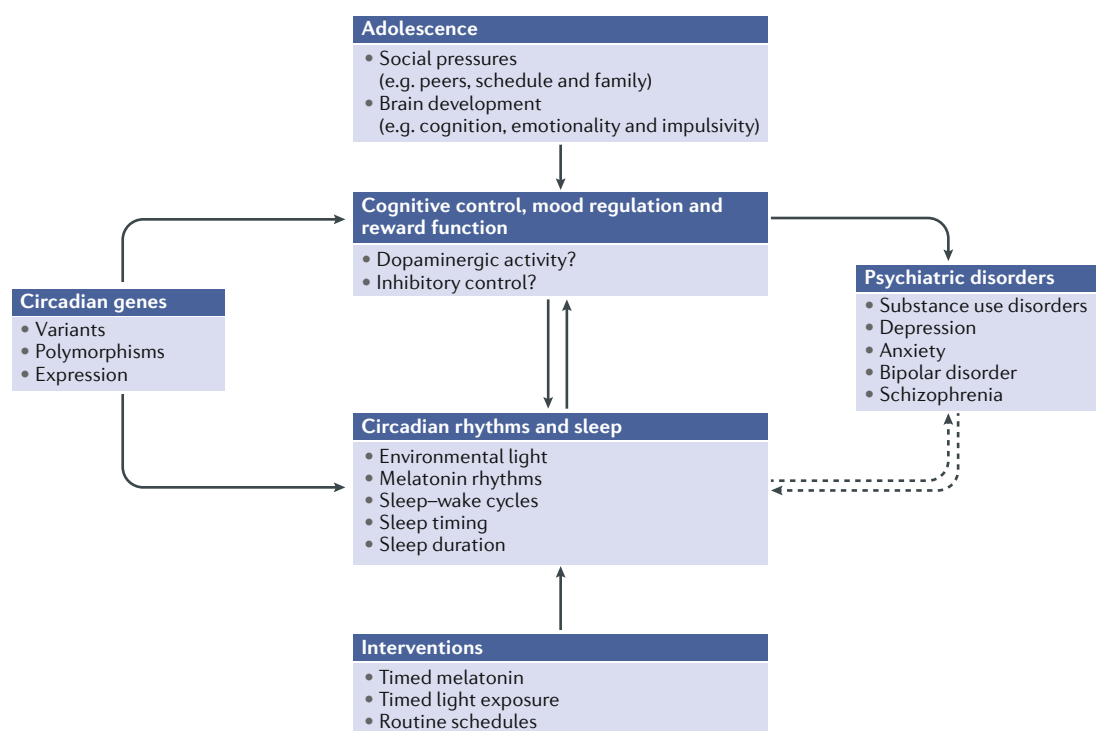 Adolescence
• Social pressures
(e.g. peers, schedule and family)
• Brain development
(e.g. cognition, emotionality and impulsivity)
Cognitive control, mood regulation and
reward function
• Dopaminergic activity?
• Inhibitory control?
Circadian genes
• Variants
• Polymorphisms
• Expression
Psychiatric disorders
• Substance use disorders
• Depression
• Anxiety
• Bipolar disorder
• Schizophrenia
Circadian rhythms and sleep
• Environmental light
• Melatonin rhythms
• Sleep–wake cycles
• Sleep timing
• Sleep duration
Interventions
• Timed melatonin
• Timed light exposure
• Routine schedules